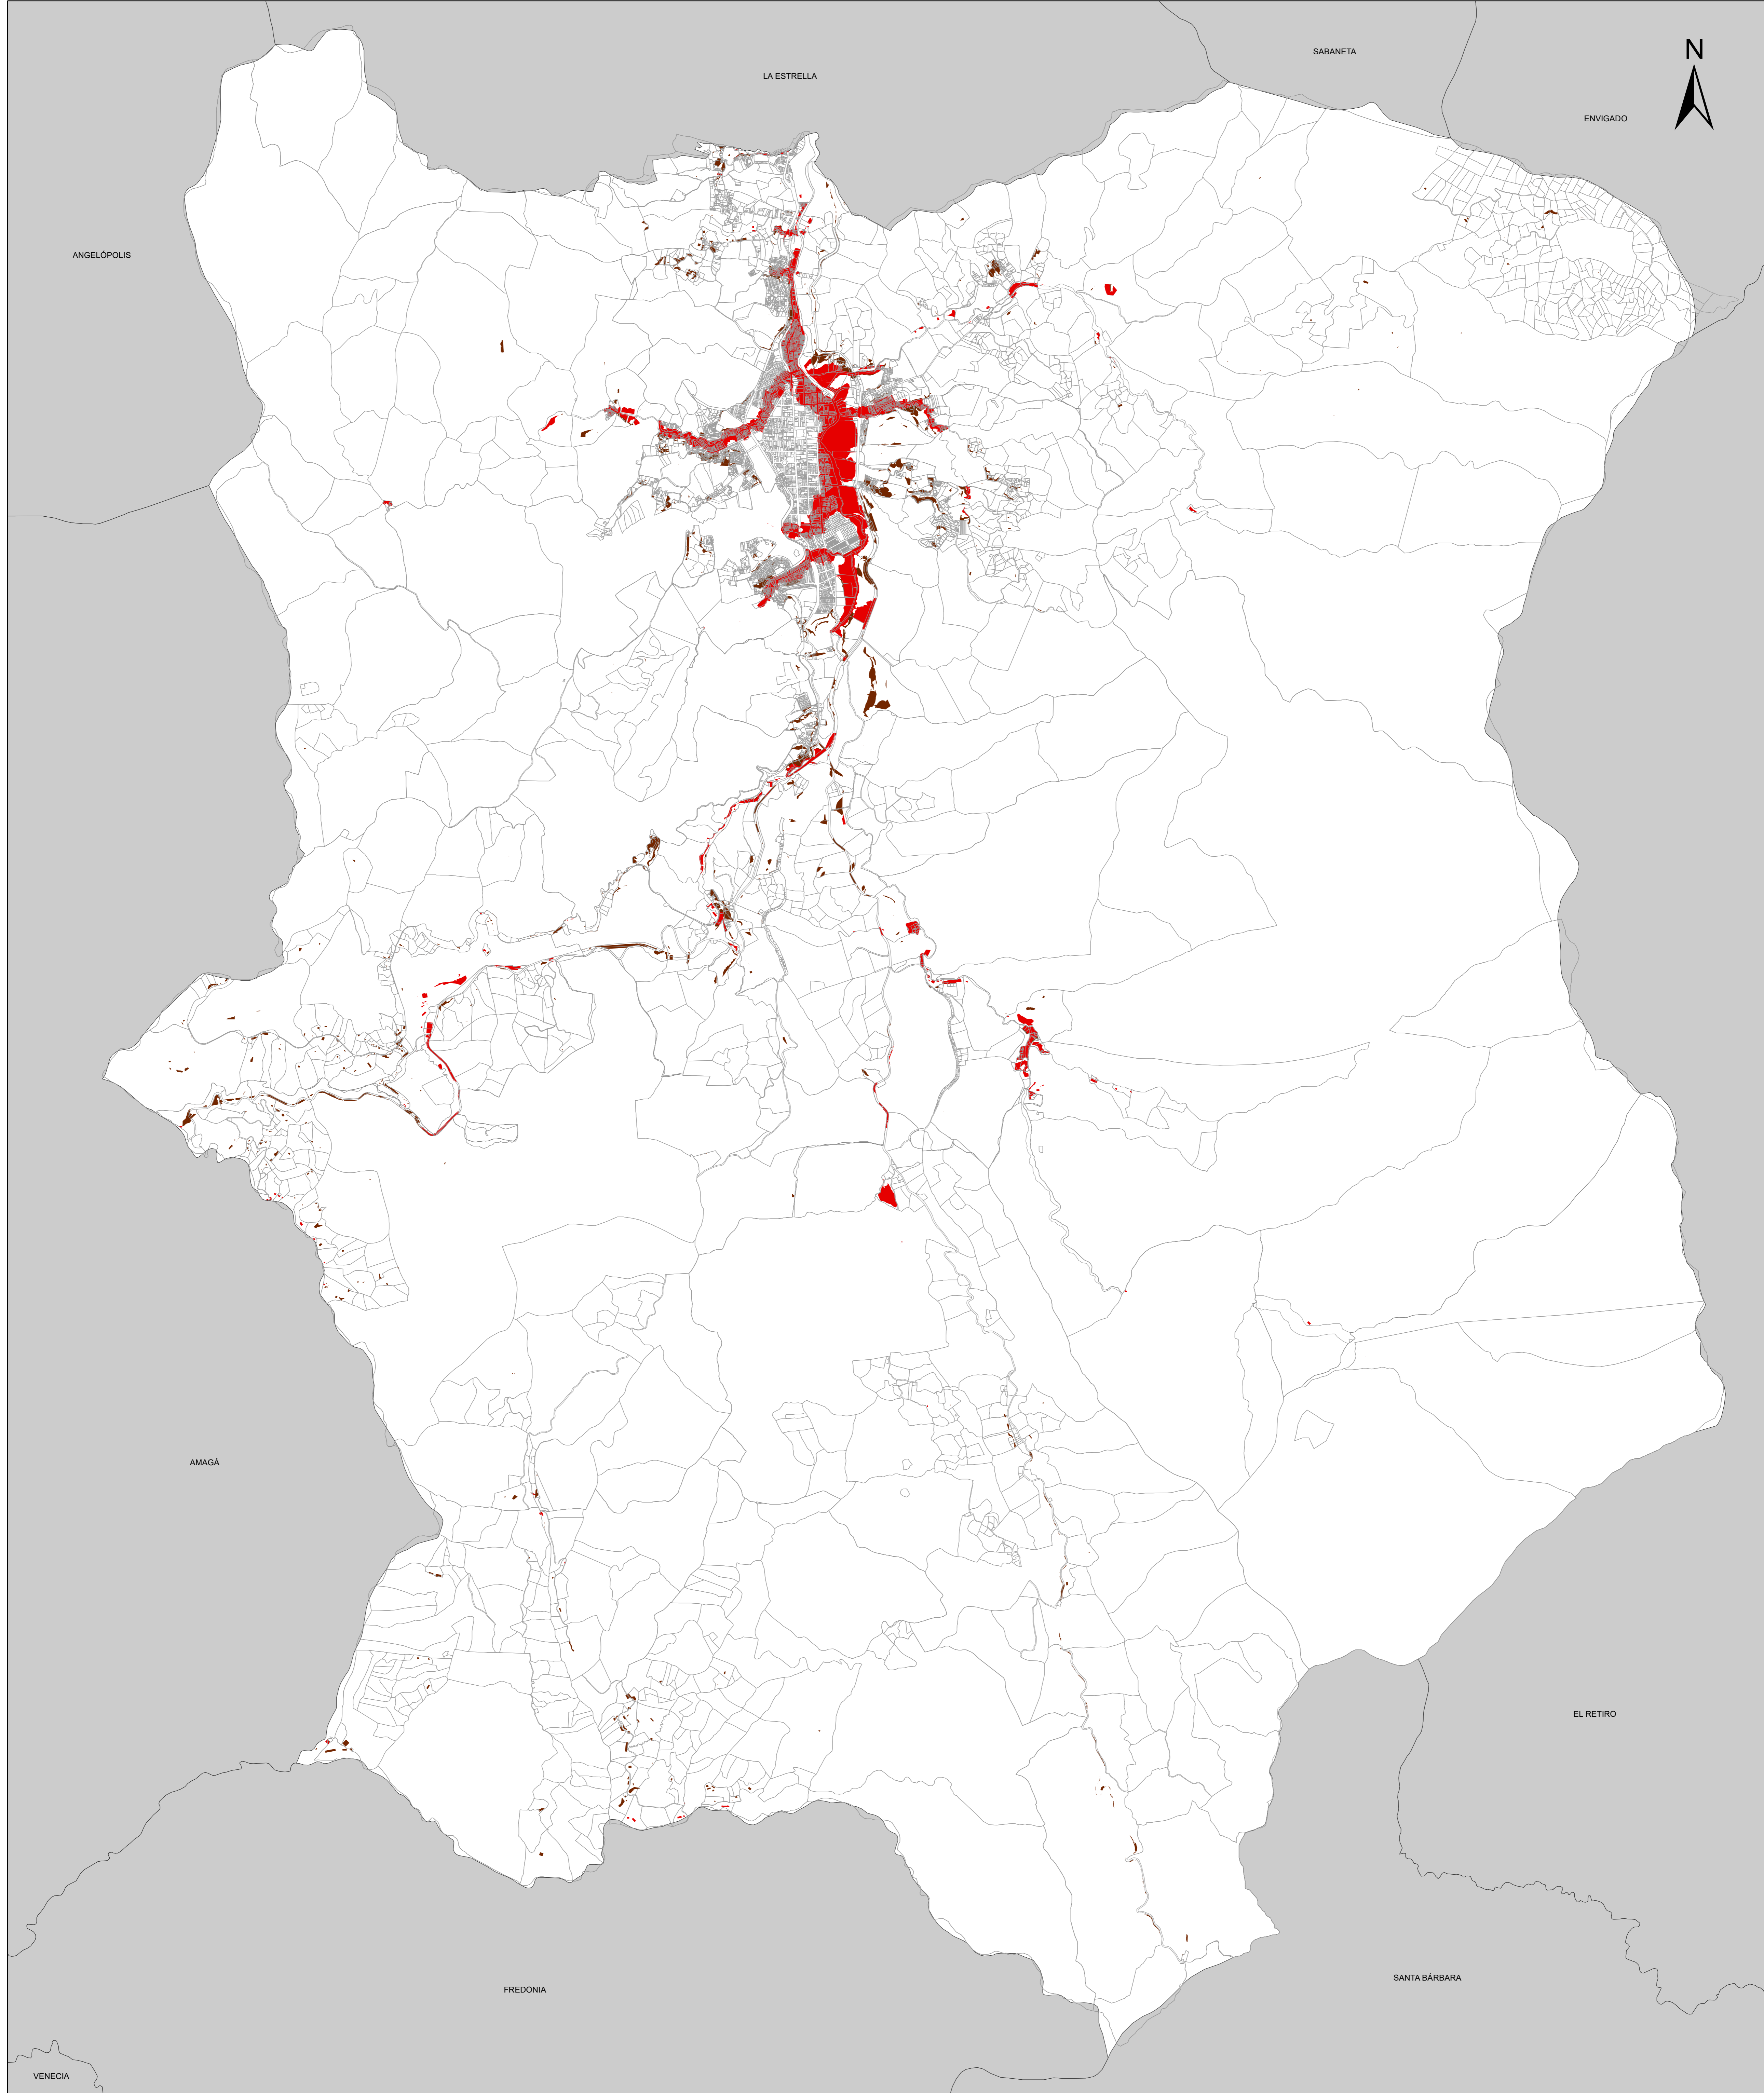 N
SABANETA
LA ESTRELLA
ENVIGADO
ANGELÓPOLIS
AMAGÁ
EL RETIRO
SANTA BÁRBARA
FREDONIA
VENECIA